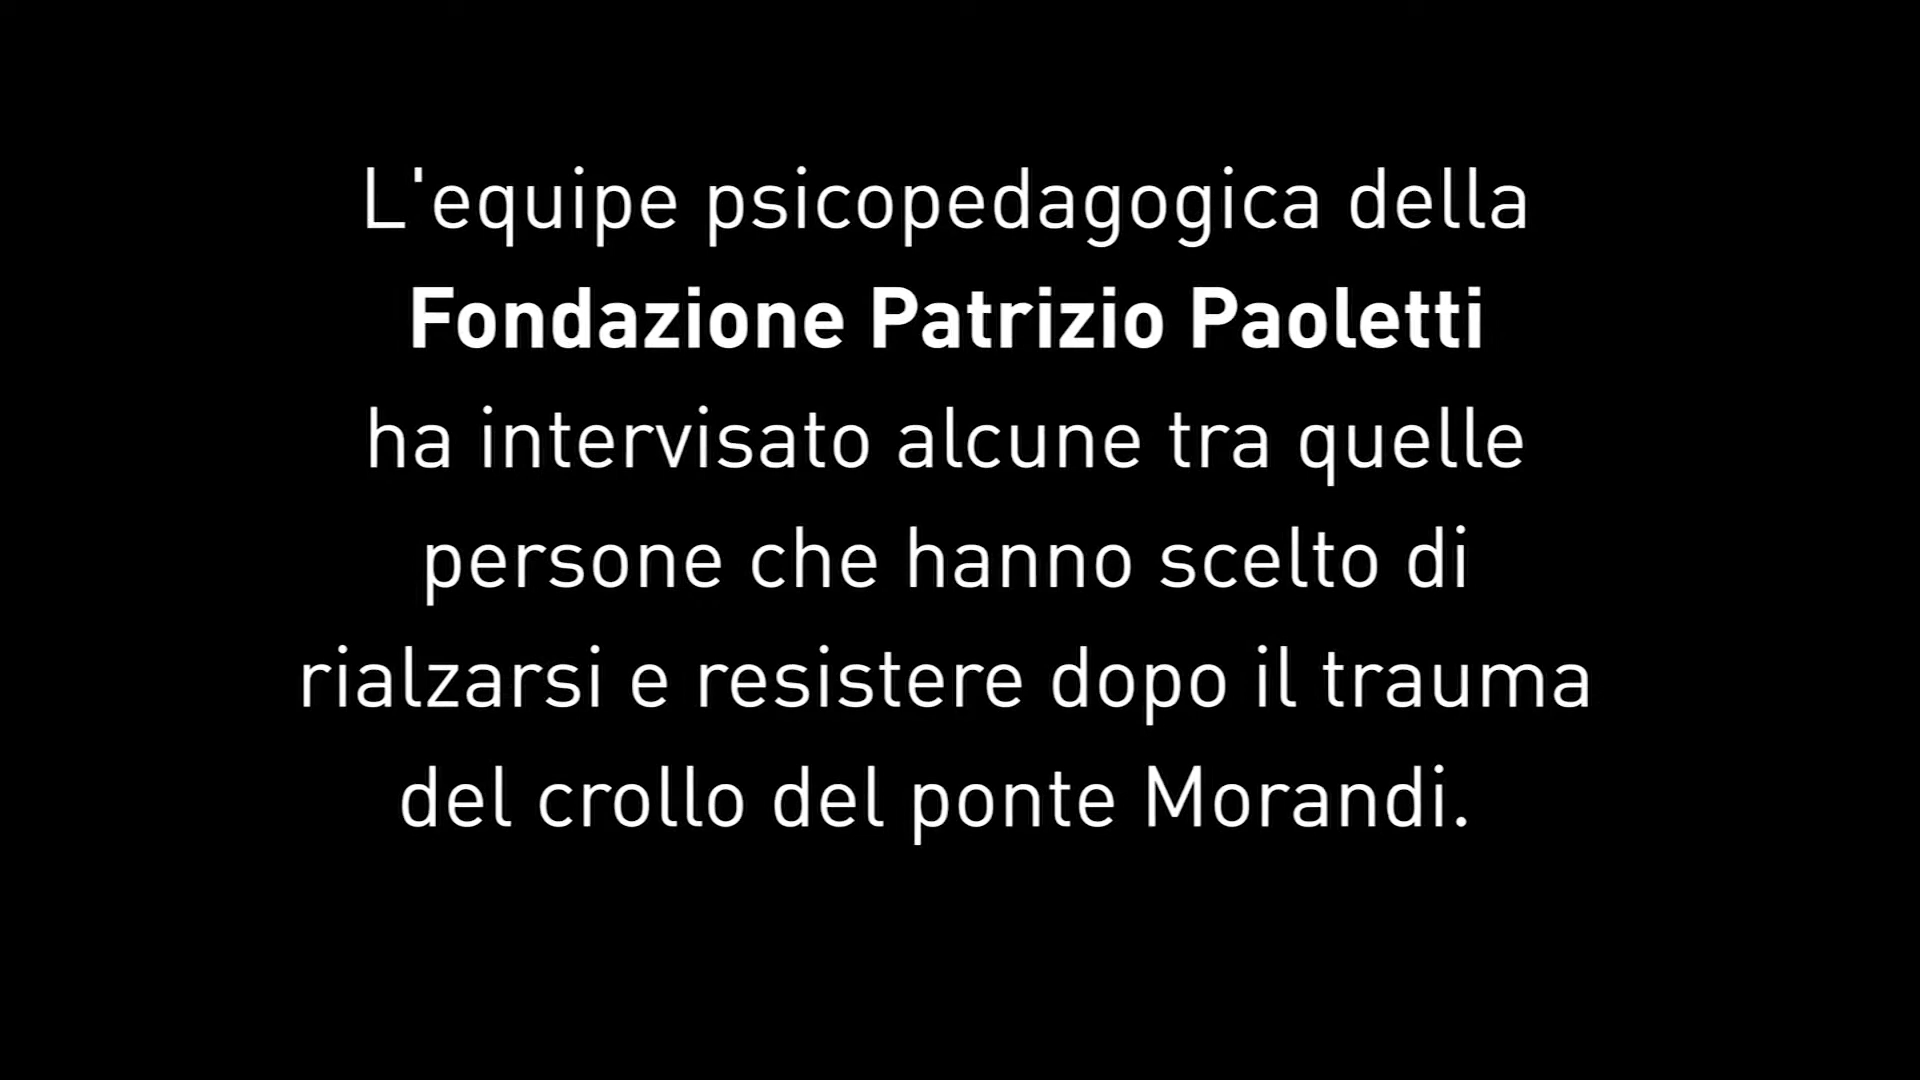 L'equipe psicopedagogica della
Fondazione Patrizio Paoletti
ha intervisato alcune tra quelle
persone che hanno scelto di
rialzarsi e resistere dopo il trauma
del crollo del ponte Morandi.